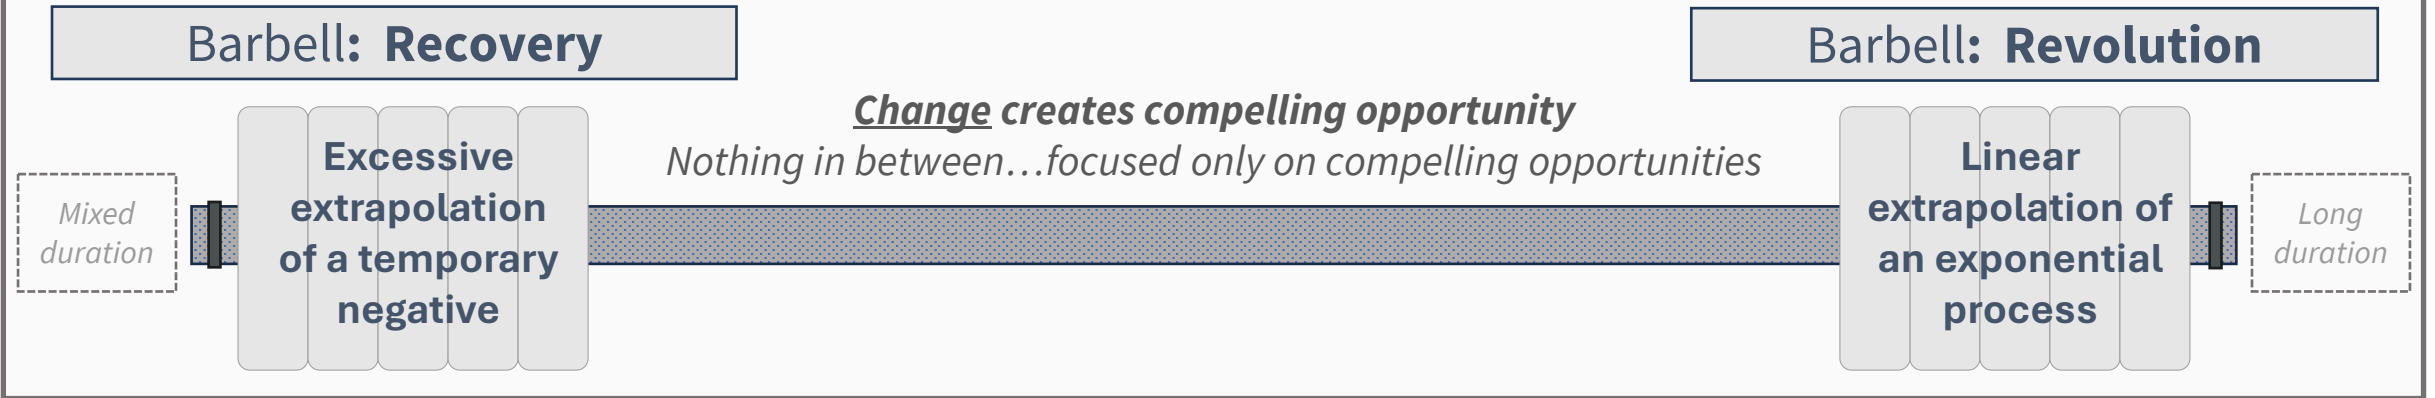 Barbell:  Recovery
Barbell:  Revolution
Change creates compelling opportunity
Nothing in between…focused only on compelling opportunities
Mixed
duration
Excessive
extrapolation
of a temporary
negative
Linear
extrapolation of
an exponential
process
Long
duration